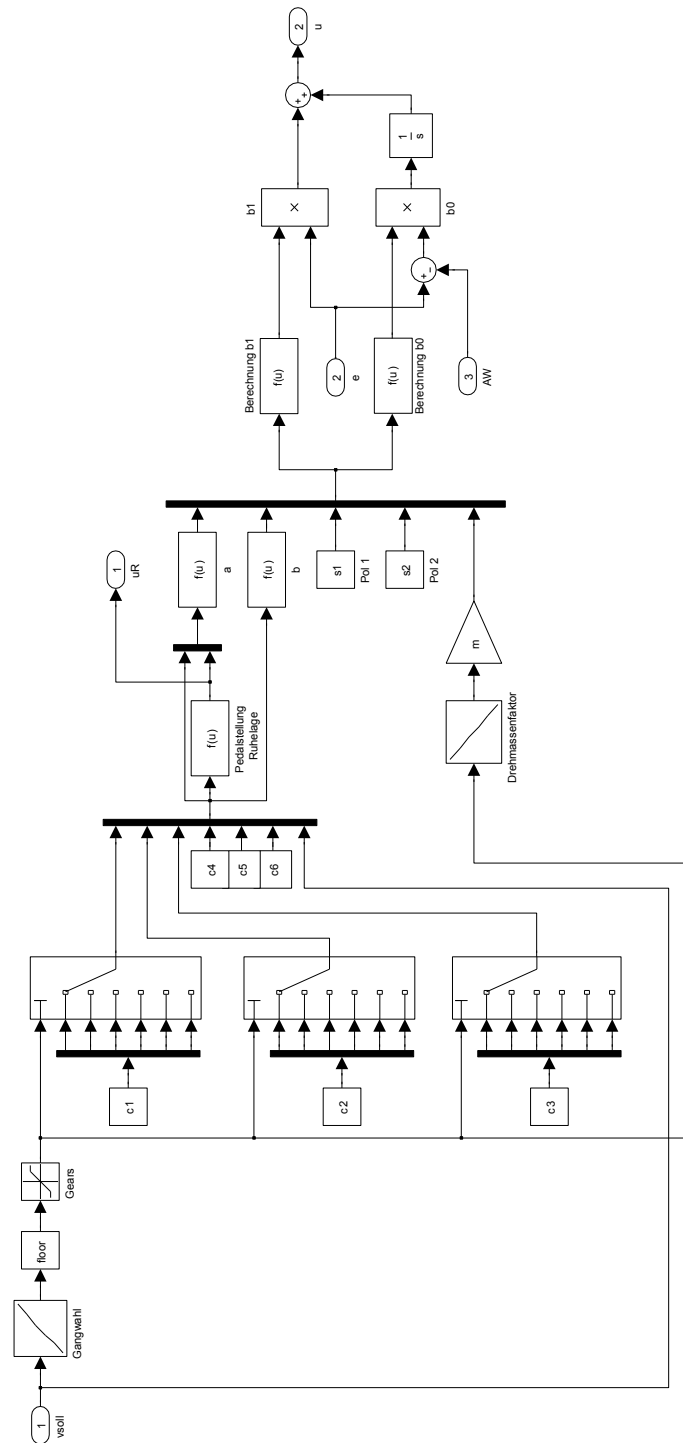 1
vsoll
Gangwahl
floor
Gears
c1
c2
c3
c4
c5
c6
f(u)
Pedalstellung
Ruhelage
1
uR
f(u)
a
f(u)
b
s1
Pol 1
s2
Pol 2
Drehmassenfaktor
m
Berechnung b1
f(u)
2
e
f(u)
Berechnung b0
3
AW
b1
×
+
−
×
b0
1
s
+
+
2
u